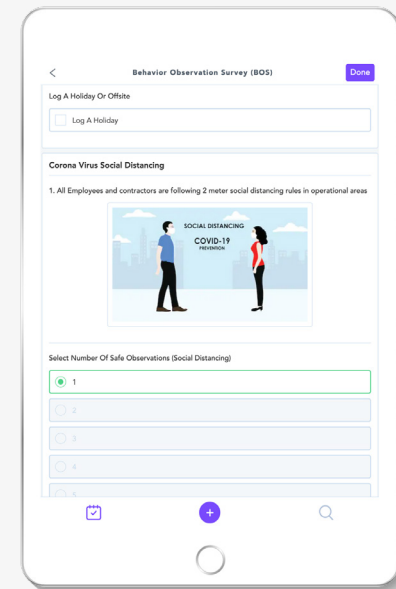 Behavior Observation Survey (BOS)
Done
Log A Holiday Or Offsite
Log A Holiday
Corona Virus Social Distancing
1. All Employees and contractors are following 2 meter social distancing rules in operational areas
SOCIAL DISTANCING
COVID-19
PREVENTION
Select Number Of Safe Observations (Social Distancing)
1
2
3
4
5